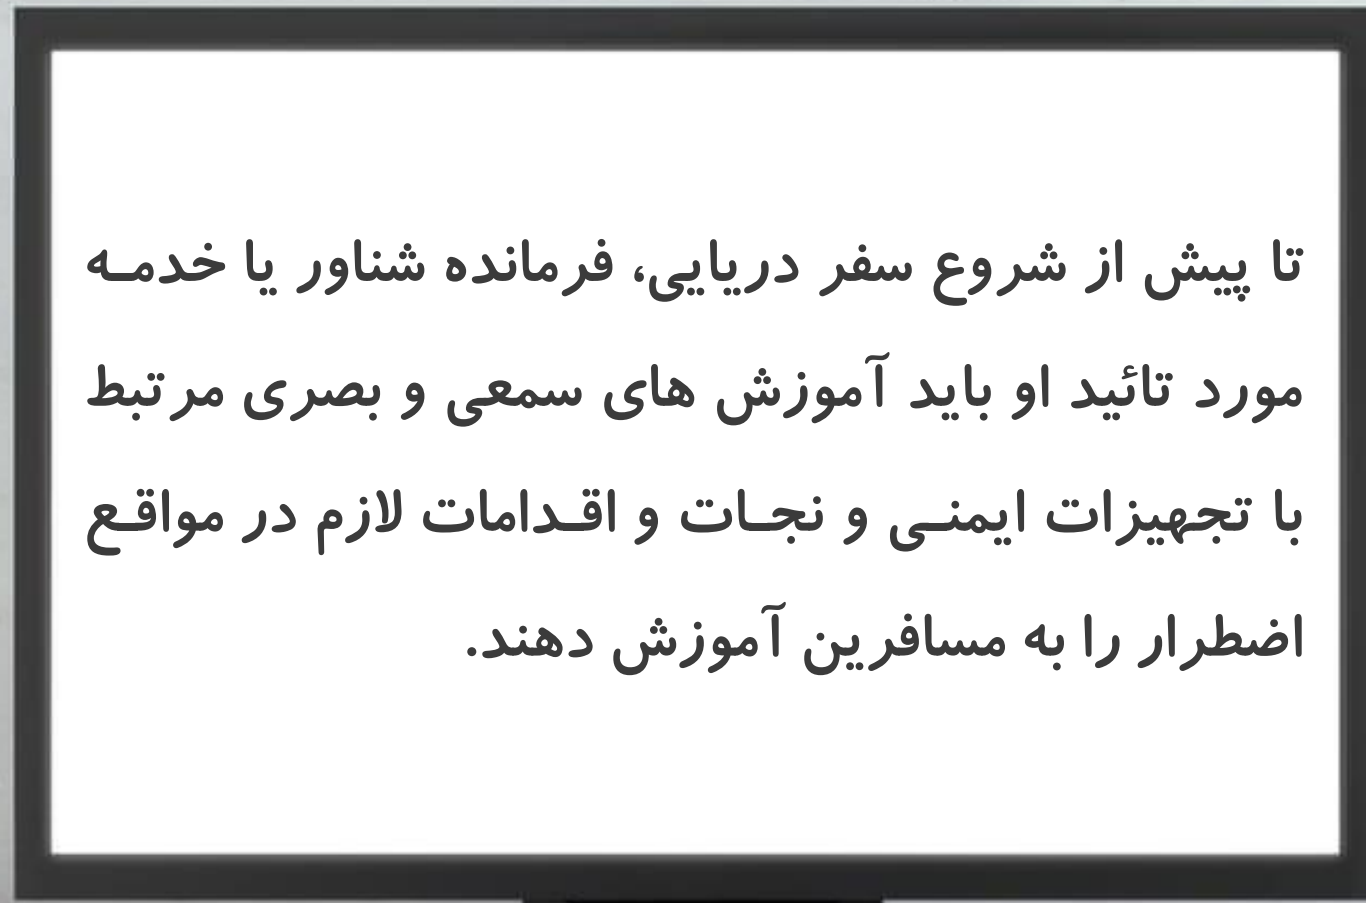 تا پیش از شروع سفر دریایی، فرمانده شناور یا خدمه
مورد تائید او باید آموزش های سمعی و بصری مرتبط
با تجهیزات ایمنی و نجات و اقدامات لازم در مواقع
اضطرار را به مسافرین آموزش دهند.